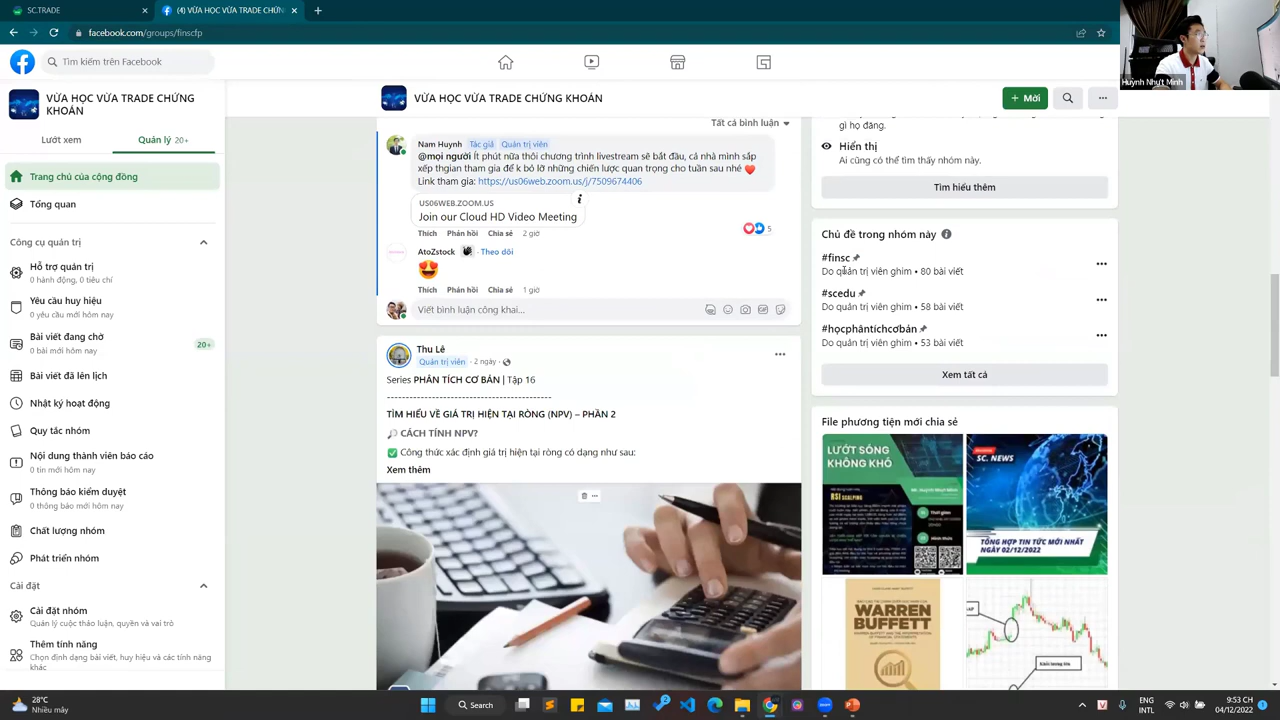 SC.TRADE
(4) VỪA HỌC VỪA TRADE CHỨN
facebook.com/groups/finscfp
Huỳnh Nhựt Minh
Tìm kiếm trên Facebook
VỪA HỌC VỪA TRADE CHỨNG
KHOÁN
Lướt xem
Quản lý 20+
Trang chủ của cộng đồng
Tổng quan
Công cụ quản trị
Hỗ trợ quản trị
0 hành động, 0 tiêu chí
Yêu cầu huy hiệu
0 yêu cầu mới hôm nay
Bài viết đang chờ
0 bài mới hôm nay
20+
Bài viết đã lên lịch
Nhật ký hoạt động
Quy tắc nhóm
Nội dung thành viên báo cáo
0 tin mới hôm nay
Thông báo kiểm duyệt
0 thông báo mới hôm nay
Chất lượng nhóm
Phát triển nhóm
Cài đặt
Cài đặt nhóm
Quản lý cuộc thảo luận, quyền và vai trò
Thêm tính năng
Chọn định dạng bài viết, huy hiệu và các tính năng
khác
VỪA HỌC VỪA TRADE CHỨNG KHOÁN
+ Mời
Tất cả bình luận
Nam Huynh Tác giả Quản trị viên
@mọi người Ít phút nữa thôi chương trình livestream sẽ bắt đầu, cả nhà mình sắp
xếp thgian tham gia để k bỏ lỡ những chiến lược quan trọng cho tuần sau nhé
Link tham gia: https://us06web.zoom.us/j/7509674406
US06WEB.ZOOM.US
Join our Cloud HD Video Meeting
Thích Phản hồi Chia sẻ 2 giờ
5
AtoZstock · Theo dõi
Thích Phản hồi Chia sẻ 1 giờ
Viết bình luận công khai...
GIF
Thu Lê
Quản trị viên · 2 ngày ·
Series PHÂN TÍCH CƠ BẢN | Tập 16
--------------------------------------------
TÌM HIỂU VỀ GIÁ TRỊ HIỆN TẠI RÒNG (NPV) – PHẦN 2
CÁCH TÍNH NPV?
Công thức xác định giá trị hiện tại ròng có dạng như sau:
Xem thêm
gì họ đăng.
Hiển thị
Ai cũng có thể tìm thấy nhóm này.
Tìm hiểu thêm
Chủ đề trong nhóm này
#finsc
Do quản trị viên ghim • 80 bài viết
#scedu
Do quản trị viên ghim • 58 bài viết
#họcphântíchcơbản
Do quản trị viên ghim • 53 bài viết
Xem tất cả
File phương tiện mới chia sẻ
LƯỚT SÓNG
KHÔNG KHÓ
RSI SCALPING
Thời gian
Hình thức
SC. NEWS
TỔNG HỢP TIN TỨC MỚI NHẤT
NGÀY 02/12/2022
WARREN
BUFFETT
Khối lượng lớn
28°C
Nhiều mây
Search
2
ENG
INTL
9:53 CH
04/12/2022
1